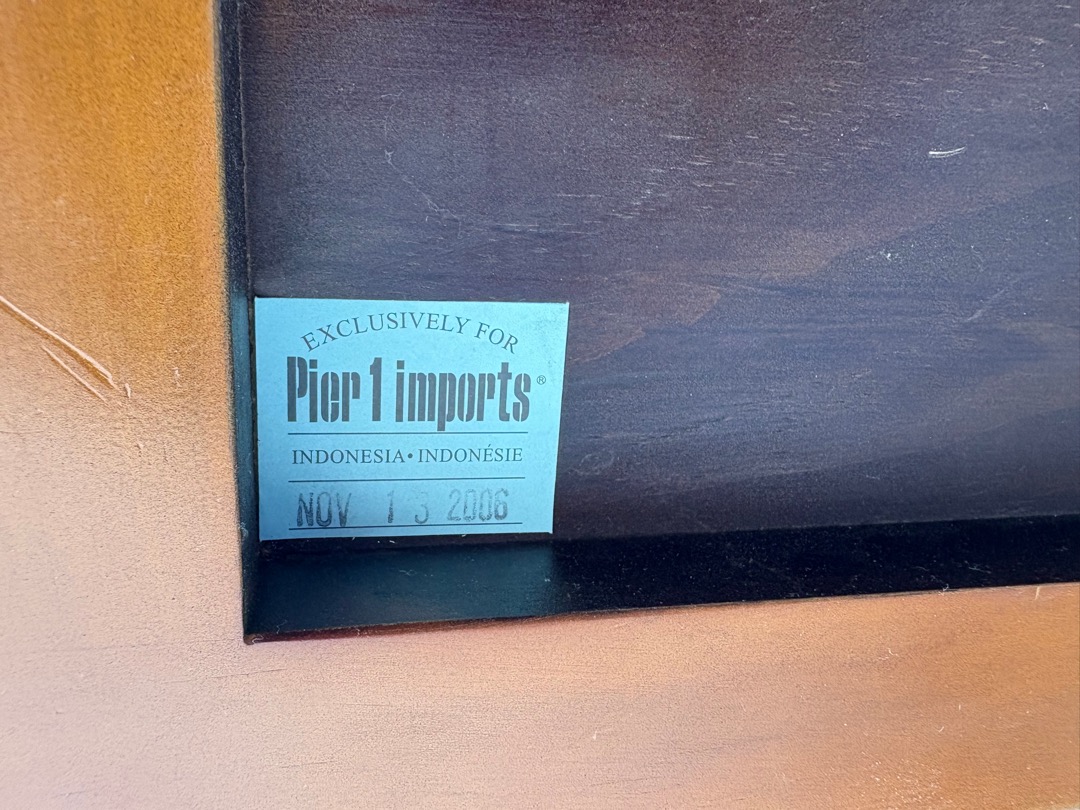 EXCLUSIVELY FOR
Pier 1 imports®
INDONESIA • INDONÉSIE
NOV 13 2006